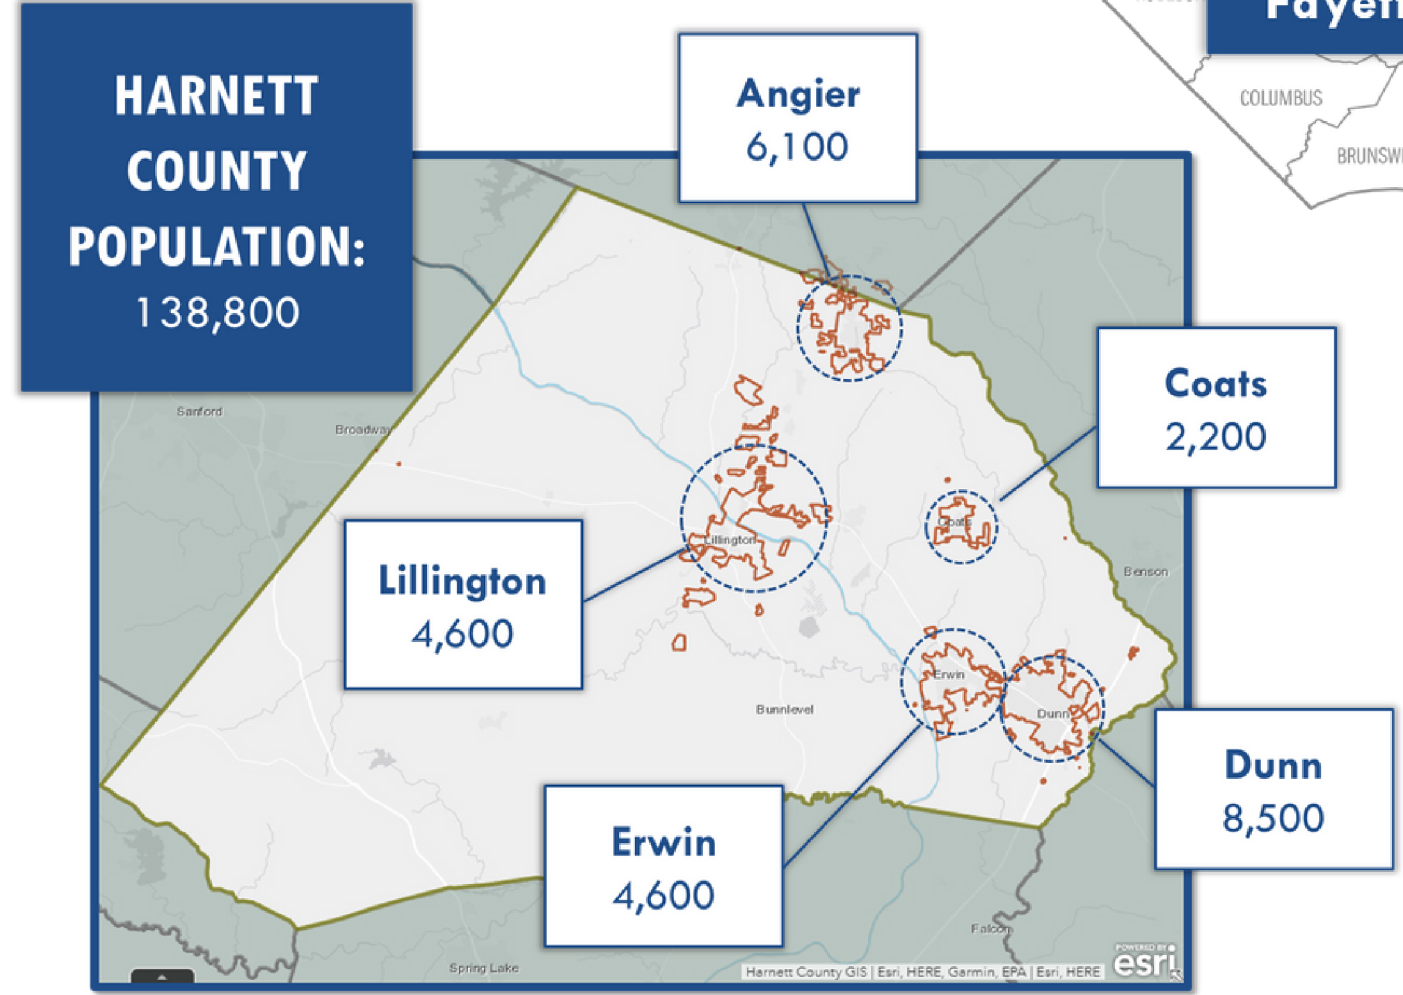 HARNETT
COUNTY
POPULATION:
138,800
Angier
6,100
COLUMBUS
Coats
2,200
Sanford
Broadway
Coats
Lillington
Lillington
4,600
Benson
Erwin
Dunn
Bunnlevel
Dunn
8,500
Erwin
4,600
Falcon
Spring Lake
Harnett County GIS | Esri, HERE, Garmin, EPA | Esri, HERE
POWERED BY
esri